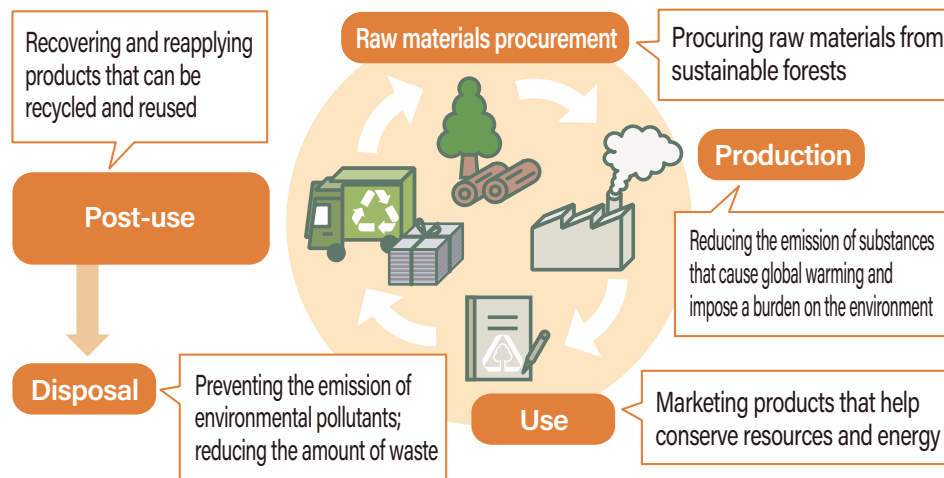 Recovering and reapplying
products that can be
recycled and reused
Raw materials procurement
Procuring raw materials from
sustainable forests
Production
Post-use
Reducing the emission of substances
that cause global warming and
impose a burden on the environment
Disposal
Preventing the emission of
environmental pollutants;
reducing the amount of waste
Use
Marketing products that help
conserve resources and energy